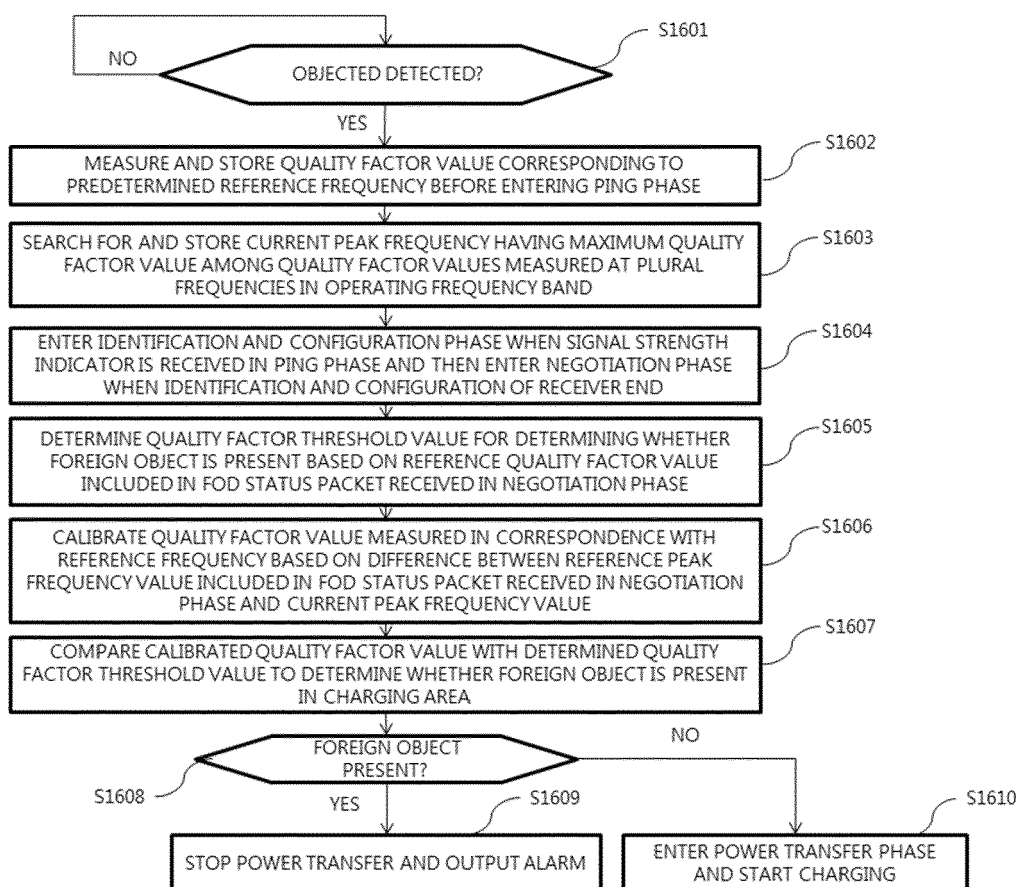 S1601
NO
OBJECTED DETECTED?
YES
S1602
MEASURE AND STORE QUALITY FACTOR VALUE CORRESPONDING TO
PREDETERMINED REFERENCE FREQUENCY BEFORE ENTERING PING PHASE
S1603
SEARCH FOR AND STORE CURRENT PEAK FREQUENCY HAVING MAXIMUM QUALITY
FACTOR VALUE AMONG QUALITY FACTOR VALUES MEASURED AT PLURAL
FREQUENCIES IN OPERATING FREQUENCY BAND
S1604
ENTER IDENTIFICATION AND CONFIGURATION PHASE WHEN SIGNAL STRENGTH
INDICATOR IS RECEIVED IN PING PHASE AND THEN ENTER NEGOTIATION PHASE
WHEN IDENTIFICATION AND CONFIGURATION OF RECEIVER END
S1605
DETERMINE QUALITY FACTOR THRESHOLD VALUE FOR DETERMINING WHETHER
FOREIGN OBJECT IS PRESENT BASED ON REFERENCE QUALITY FACTOR VALUE
INCLUDED IN FOD STATUS PACKET RECEIVED IN NEGOTIATION PHASE
S1606
CALIBRATE QUALITY FACTOR VALUE MEASURED IN CORRESPONDENCE WITH
REFERENCE FREQUENCY BASED ON DIFFERENCE BETWEEN REFERENCE PEAK
FREQUENCY VALUE INCLUDED IN FOD STATUS PACKET RECEIVED IN NEGOTIATION
PHASE AND CURRENT PEAK FREQUENCY VALUE
S1607
COMPARE CALIBRATED QUALITY FACTOR VALUE WITH DETERMINED QUALITY
FACTOR THRESHOLD VALUE TO DETERMINE WHETHER FOREIGN OBJECT IS PRESENT
IN CHARGING AREA
FOREIGN OBJECT
PRESENT?
NO
S1608
YES
S1609
S1610
STOP POWER TRANSFER AND OUTPUT ALARM
ENTER POWER TRANSFER PHASE
AND START CHARGING